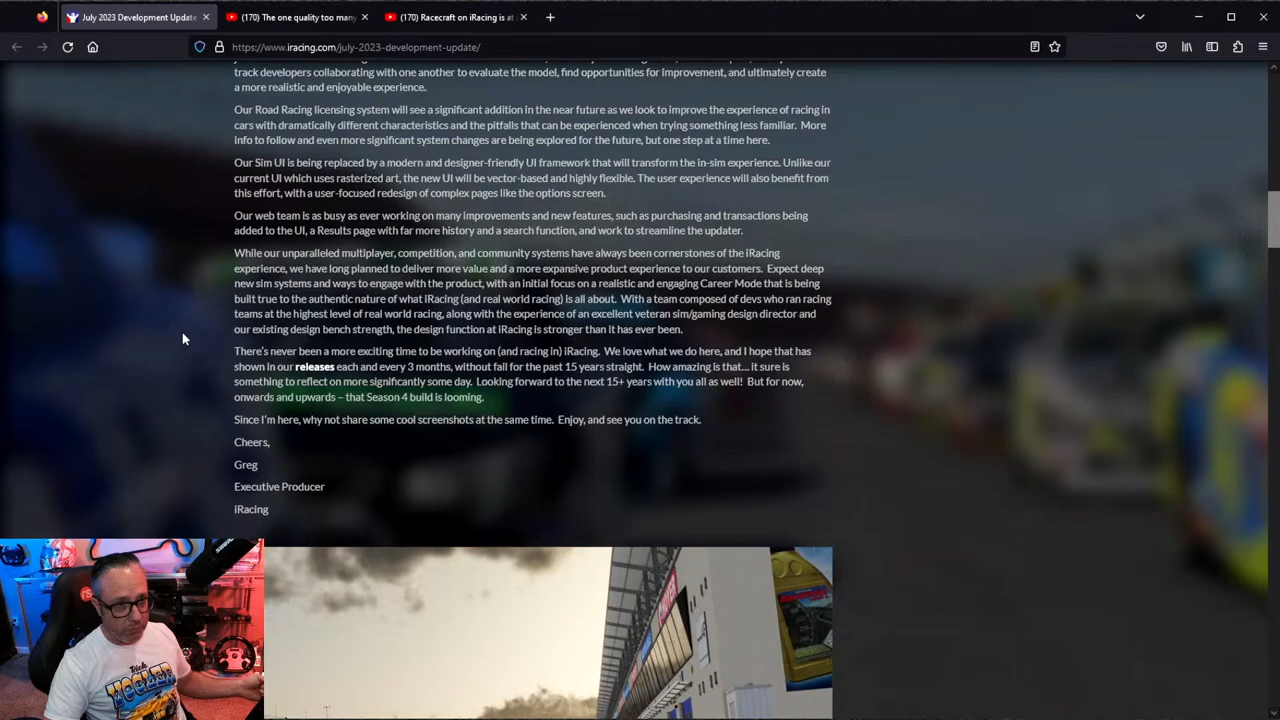 July 2023 Development Update
(170) The one quality too many
(170) Racecraft on iRacing is at
https://www.iracing.com/july-2023-development-update/
track developers collaborating with one another to evaluate the model, find opportunities for improvement, and ultimately create
a more realistic and enjoyable experience.
Our Road Racing licensing system will see a significant addition in the near future as we look to improve the experience of racing in
cars with dramatically different characteristics and the pitfalls that can be experienced when trying something less familiar. More
info to follow and even more significant system changes are being explored for the future, but one step at a time here.
Our Sim UI is being replaced by a modern and designer-friendly UI framework that will transform the in-sim experience. Unlike our
current UI which uses rasterized art, the new UI will be vector-based and highly flexible. The user experience will also benefit from
this effort, with a user-focused redesign of complex pages like the options screen.
Our web team is as busy as ever working on many improvements and new features, such as purchasing and transactions being
added to the UI, a Results page with far more history and a search function, and work to streamline the updater.
While our unparalleled multiplayer, competition, and community systems have always been cornerstones of the iRacing
experience, we have long planned to deliver more value and a more expansive product experience to our customers. Expect deep
new sim systems and ways to engage with the product, with an initial focus on a realistic and engaging Career Mode that is being
built true to the authentic nature of what iRacing (and real world racing) is all about. With a team composed of devs who ran racing
teams at the highest level of real world racing, along with the experience of an excellent veteran sim/gaming design director and
our existing design bench strength, the design function at iRacing is stronger than it has ever been.
There's never been a more exciting time to be working on (and racing in) iRacing. We love what we do here, and I hope that has
shown in our releases each and every 3 months, without fail for the past 15 years straight. How amazing is that... it sure is
something to reflect on more significantly some day. Looking forward to the next 15+ years with you all as well! But for now,
onwards and upwards – that Season 4 build is looming.
Since I'm here, why not share some cool screenshots at the same time. Enjoy, and see you on the track.
Cheers,
Greg
Executive Producer
iRacing